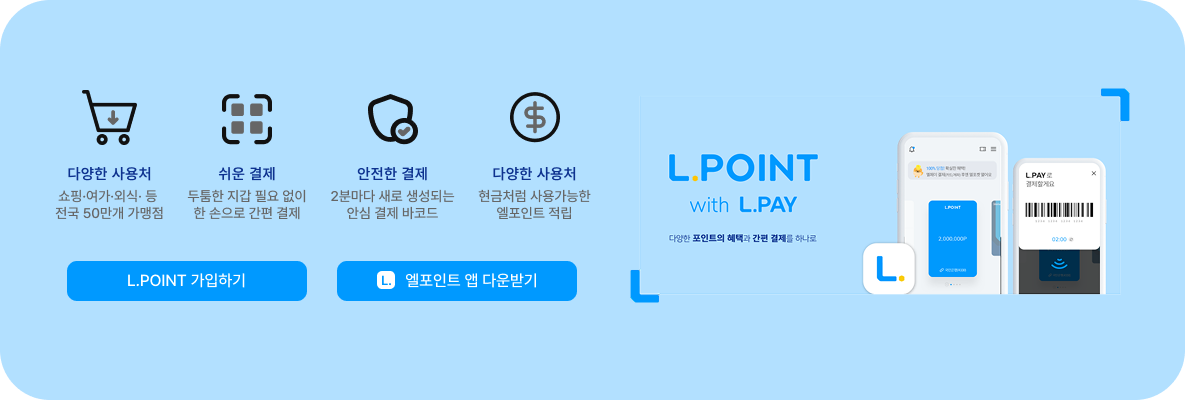 다양한 사용처
쇼핑·여가·외식· 등
전국 50만개 가맹점
쉬운 결제
두툼한 지갑 필요 없이
한 손으로 간편 결제
안전한 결제
2분마다 새로 생성되는
안심 결제 바코드
다양한 사용처
현금처럼 사용가능한
엘포인트 적립
L.POINT 가입하기
L. 엘포인트 앱 다운받기
L.POINT
with L.PAY
다양한 포인트의 혜택과 간편 결제를 하나로
L.
L.POINT
2,000,000P
L.PAY로
결제할게요
02:00